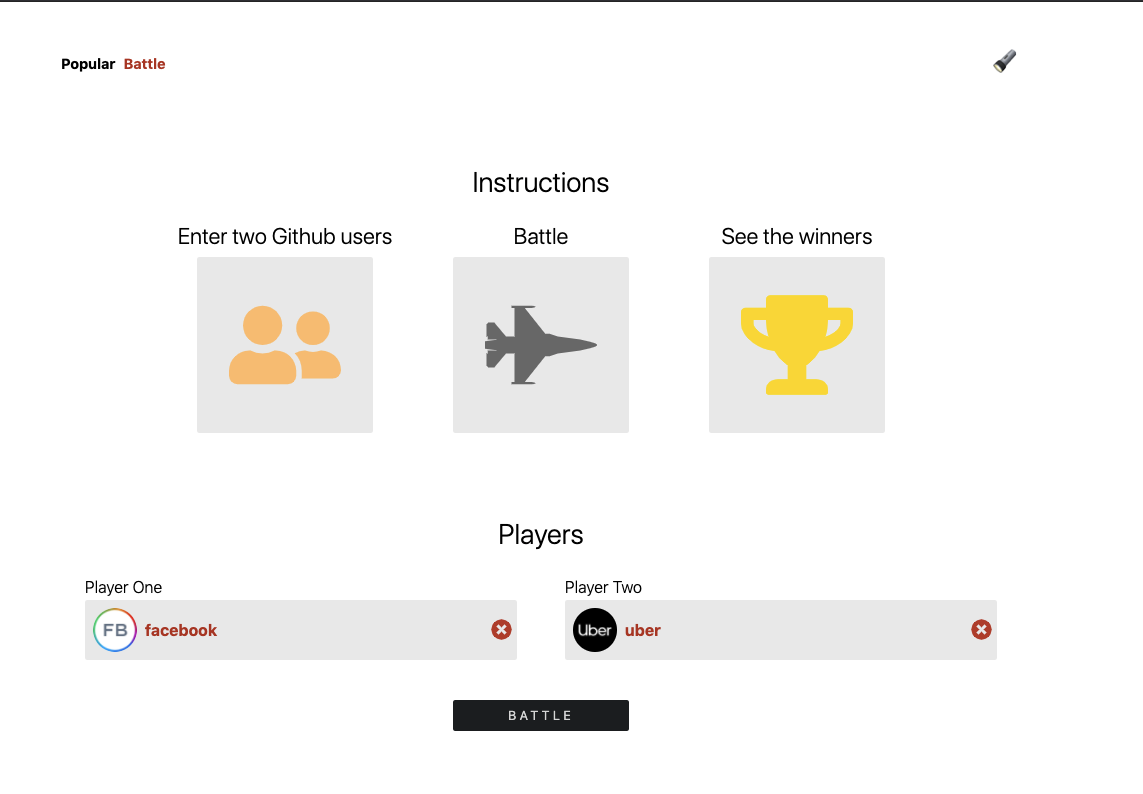 Popular Battle
Instructions
Enter two Github users
Battle
See the winners
Players
Player One
Player Two
FB facebook
Uber uber
BATTLE